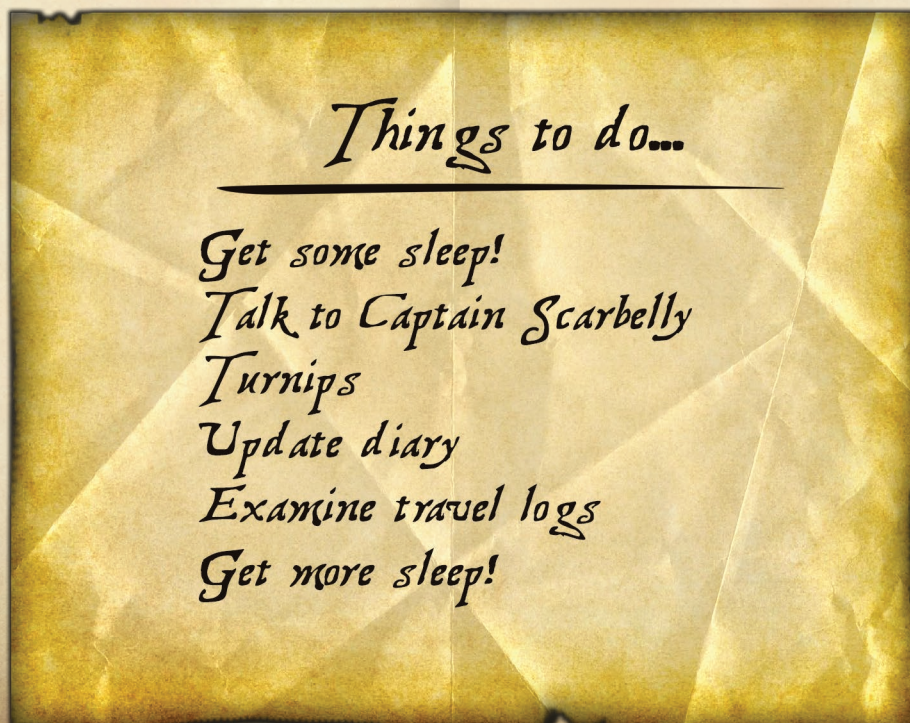 Things to do...
Get some sleep!
Talk to Captain Scarbelly
Turnips
Update diary
Examine travel logs
Get more sleep!